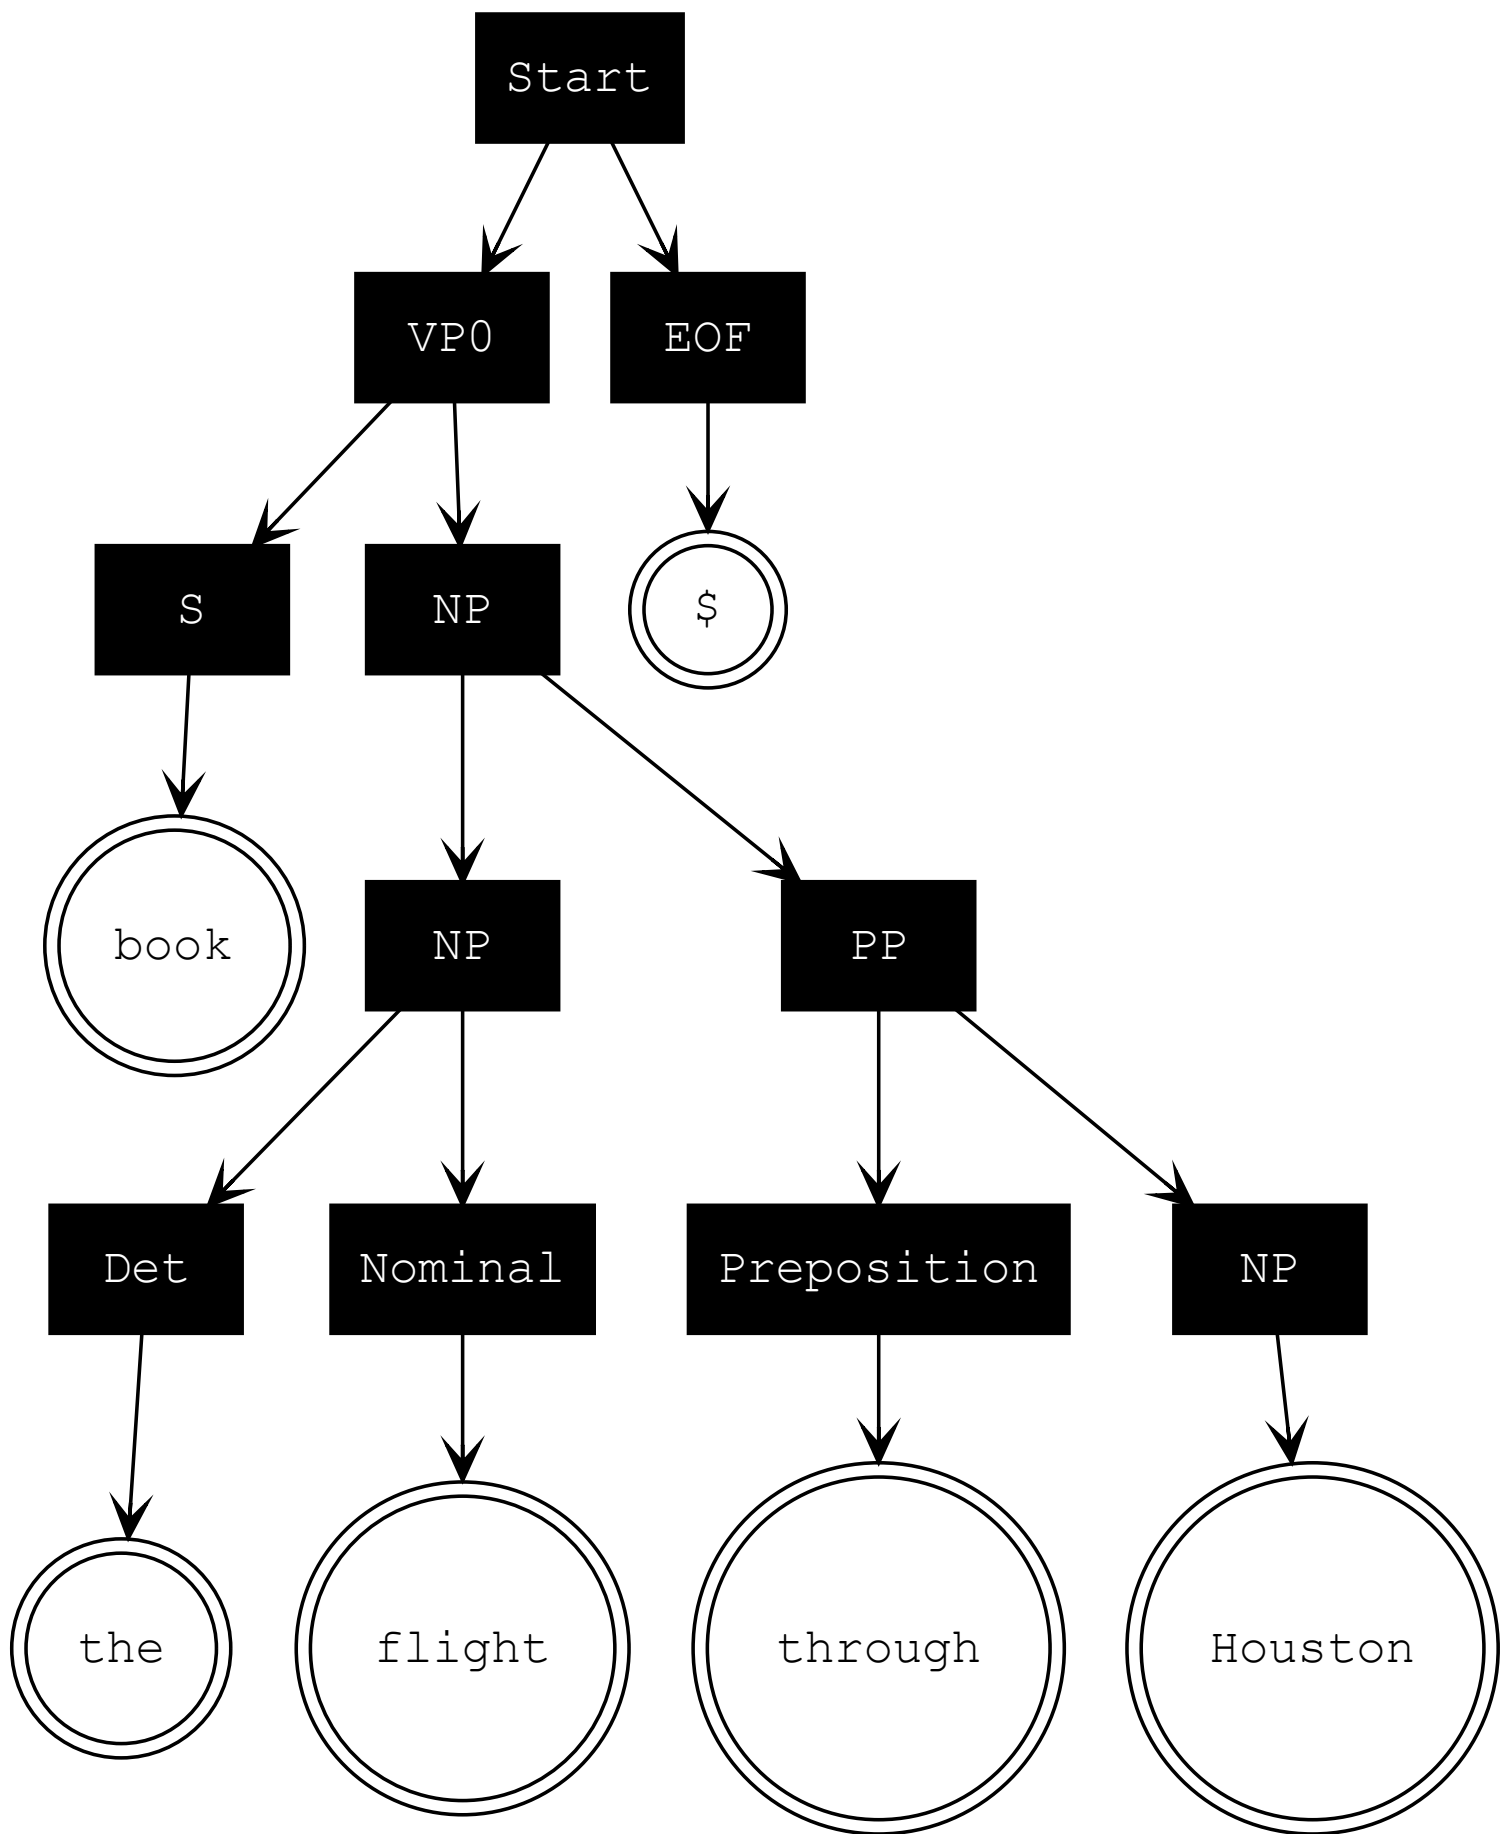 Start
VP0 EOF
S NP $
book NP PP
Det Nominal Preposition NP
the flight through Houston